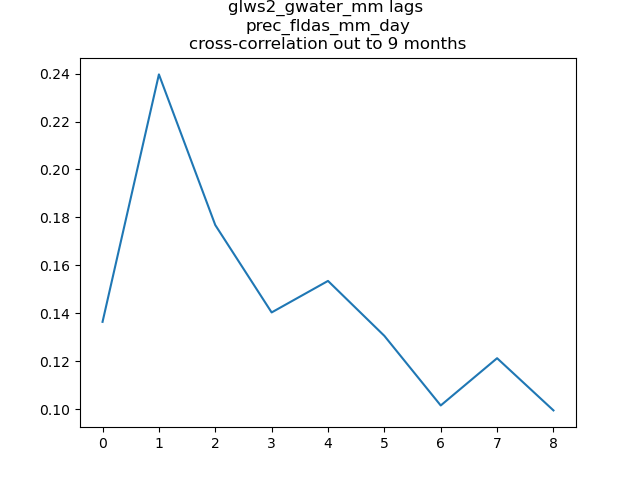 glws2_gwater_mm lags
prec_fldas_mm_day
cross-correlation out to 9 months
0.24
0.22
0.20
0.18
0.16
0.14
0.12
0.10
0 1 2 3 4 5 6 7 8